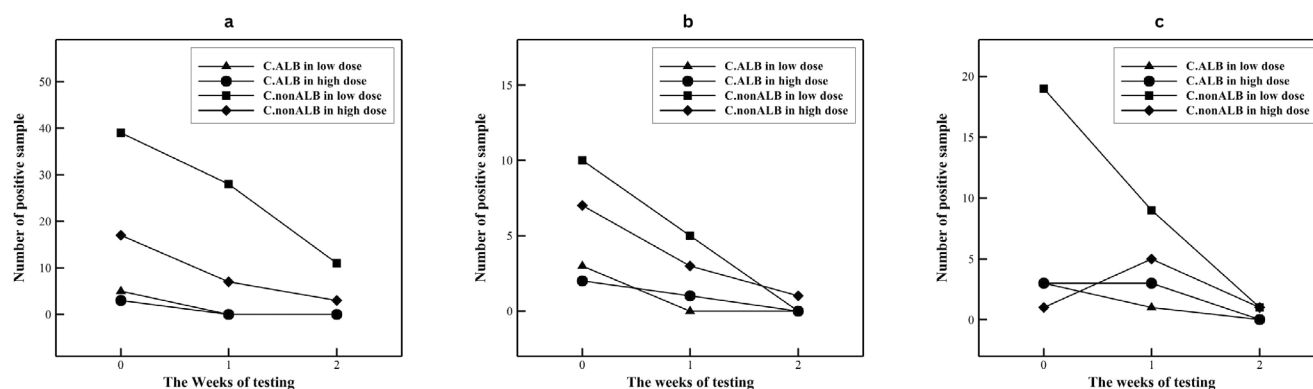 a
C.ALB in low dose
C.ALB in high dose
C.nonALB in low dose
C.nonALB in high dose
Number of positive sample
50
40
30
20
10
0
0 1 2
The Weeks of testing
b
C.ALB in low dose
C.ALB in high dose
C.nonALB in low dose
C.nonALB in high dose
Number of positive sample
15
10
5
0
0 1 2
The Weeks of testing
c
C.ALB in low dose
C.ALB in high dose
C.nonALB in low dose
C.nonALB in high dose
Number of positive sample
20
15
10
5
0
0 1 2
The weeks of testing